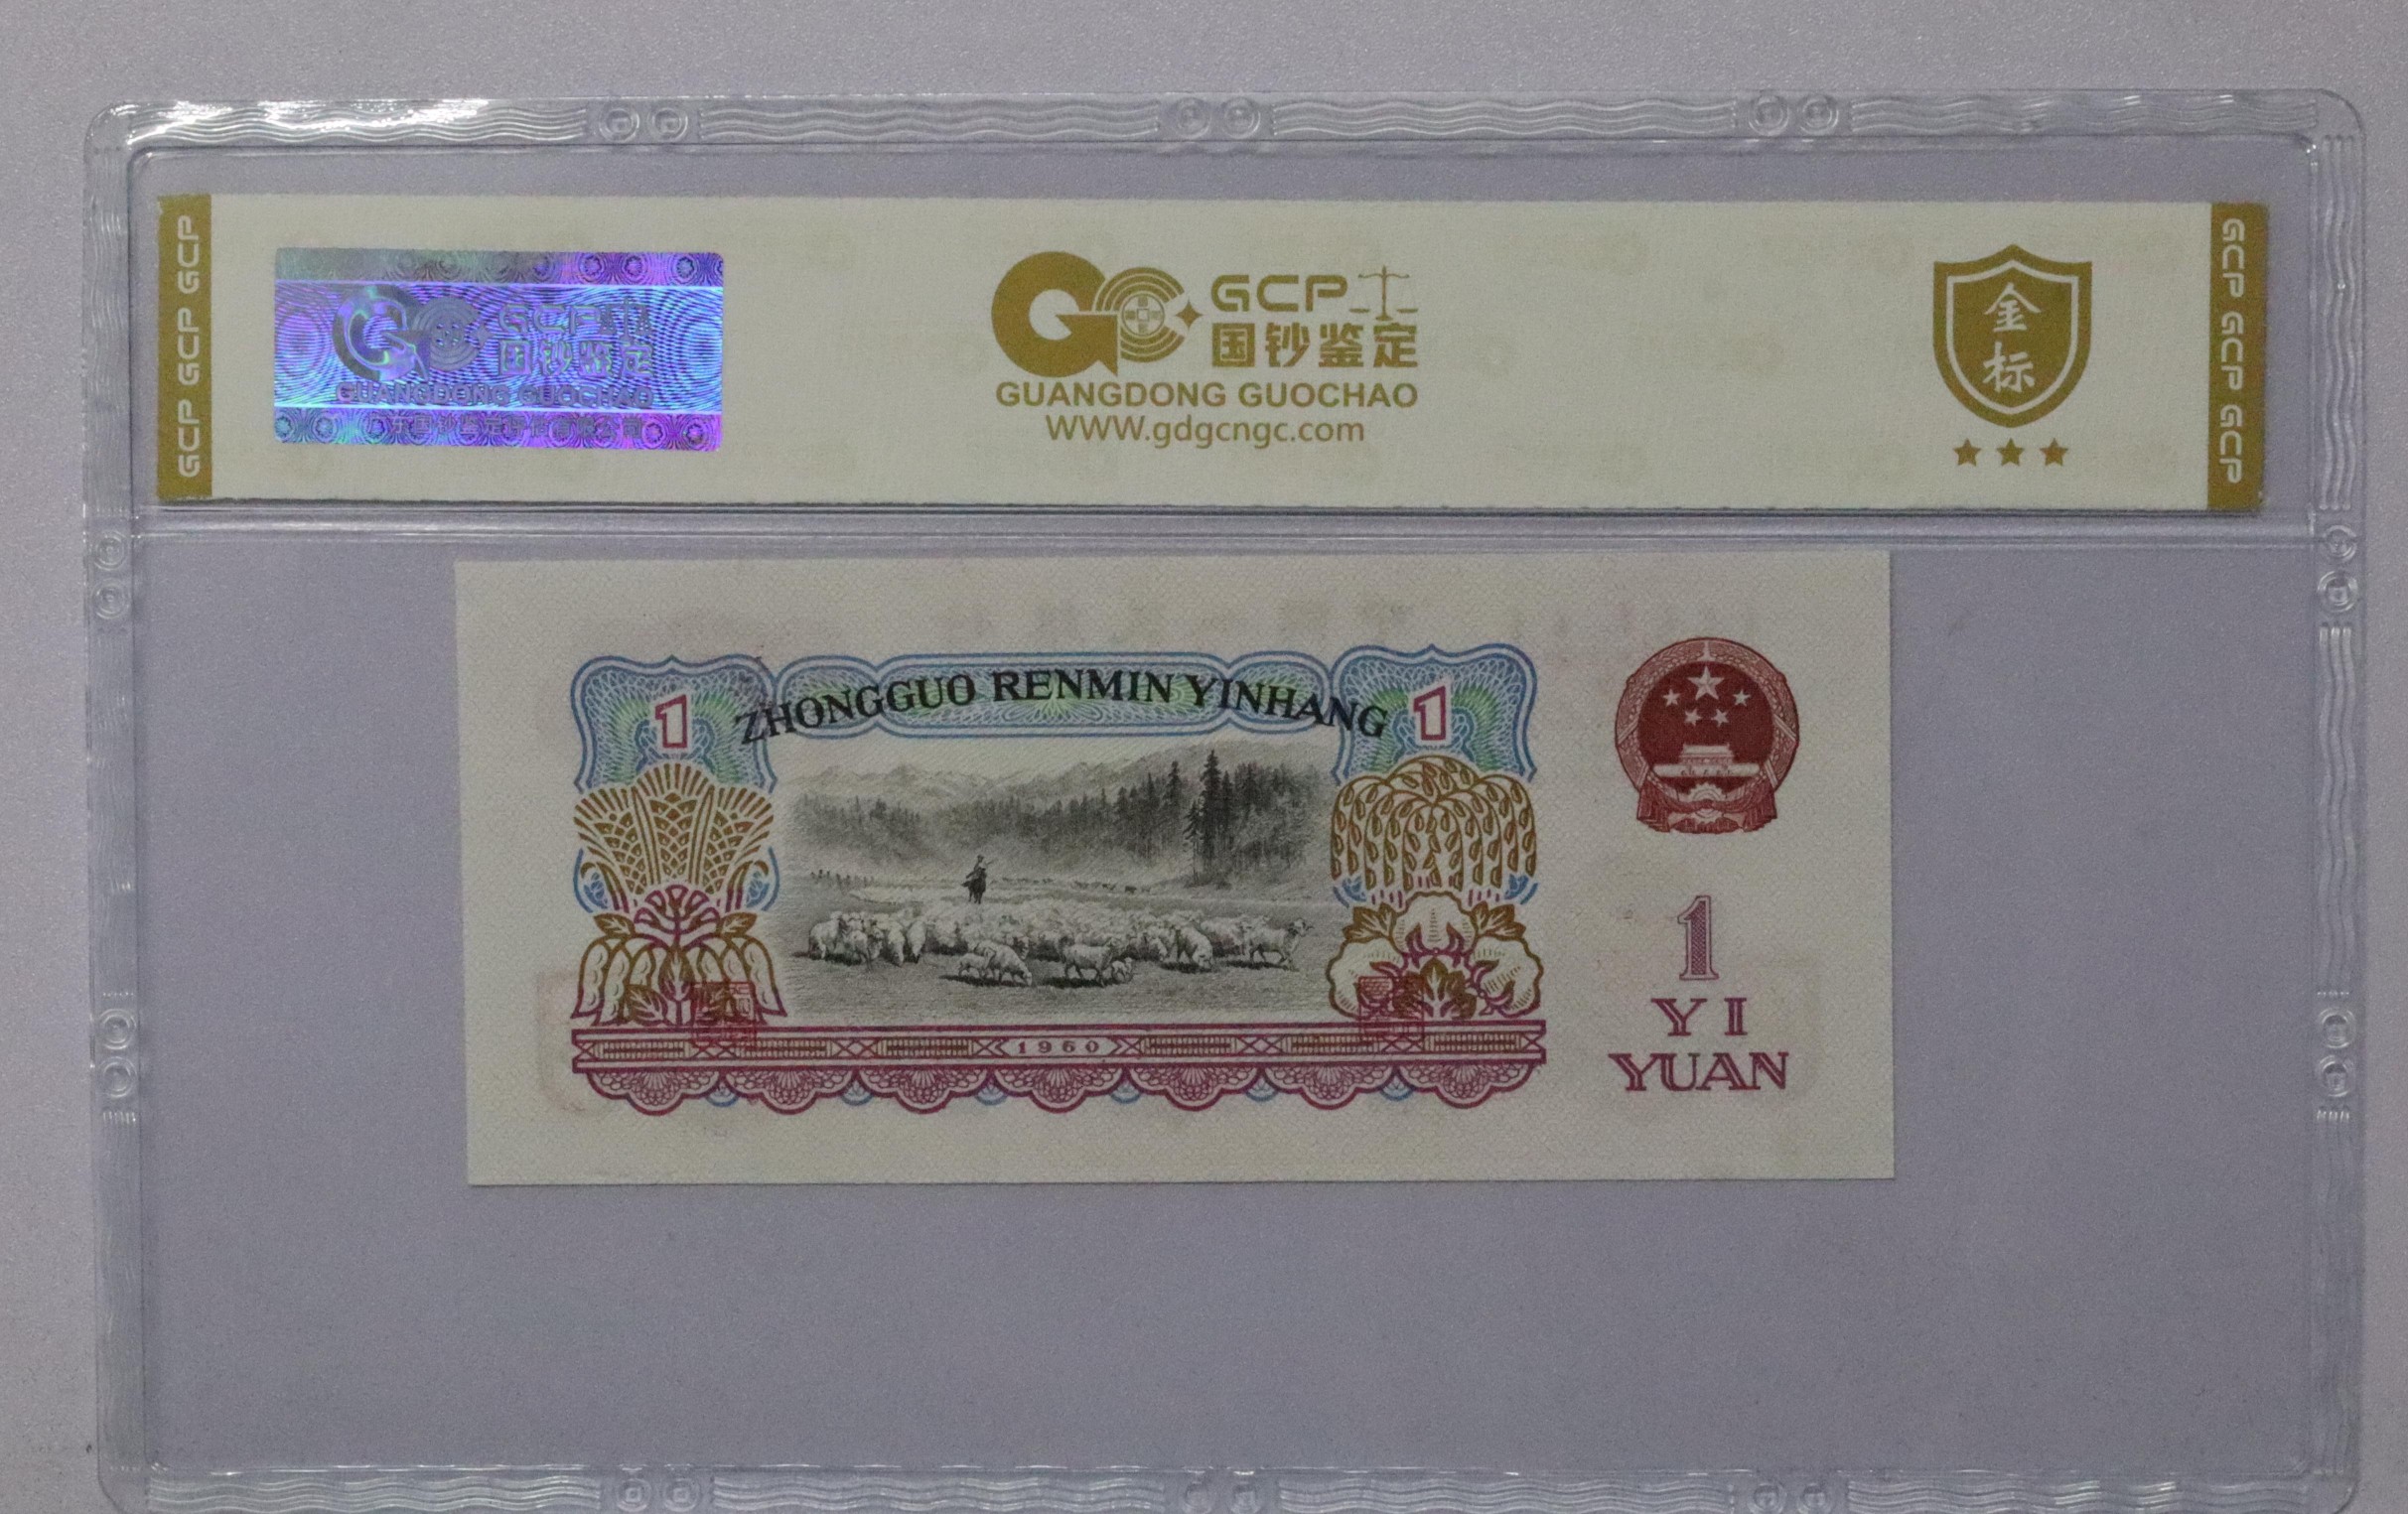 GCP GCP GCP
GCP
国钞鉴定
GUANGDONG GUOCHAO
GCP
国钞鉴定
GUANGDONG GUOCHAO
WWW.gdgcngc.com
金
标
GCP GCP GCP
1
ZHONGGUO RENMIN YINHANG
1
1960
1
YI
YUAN